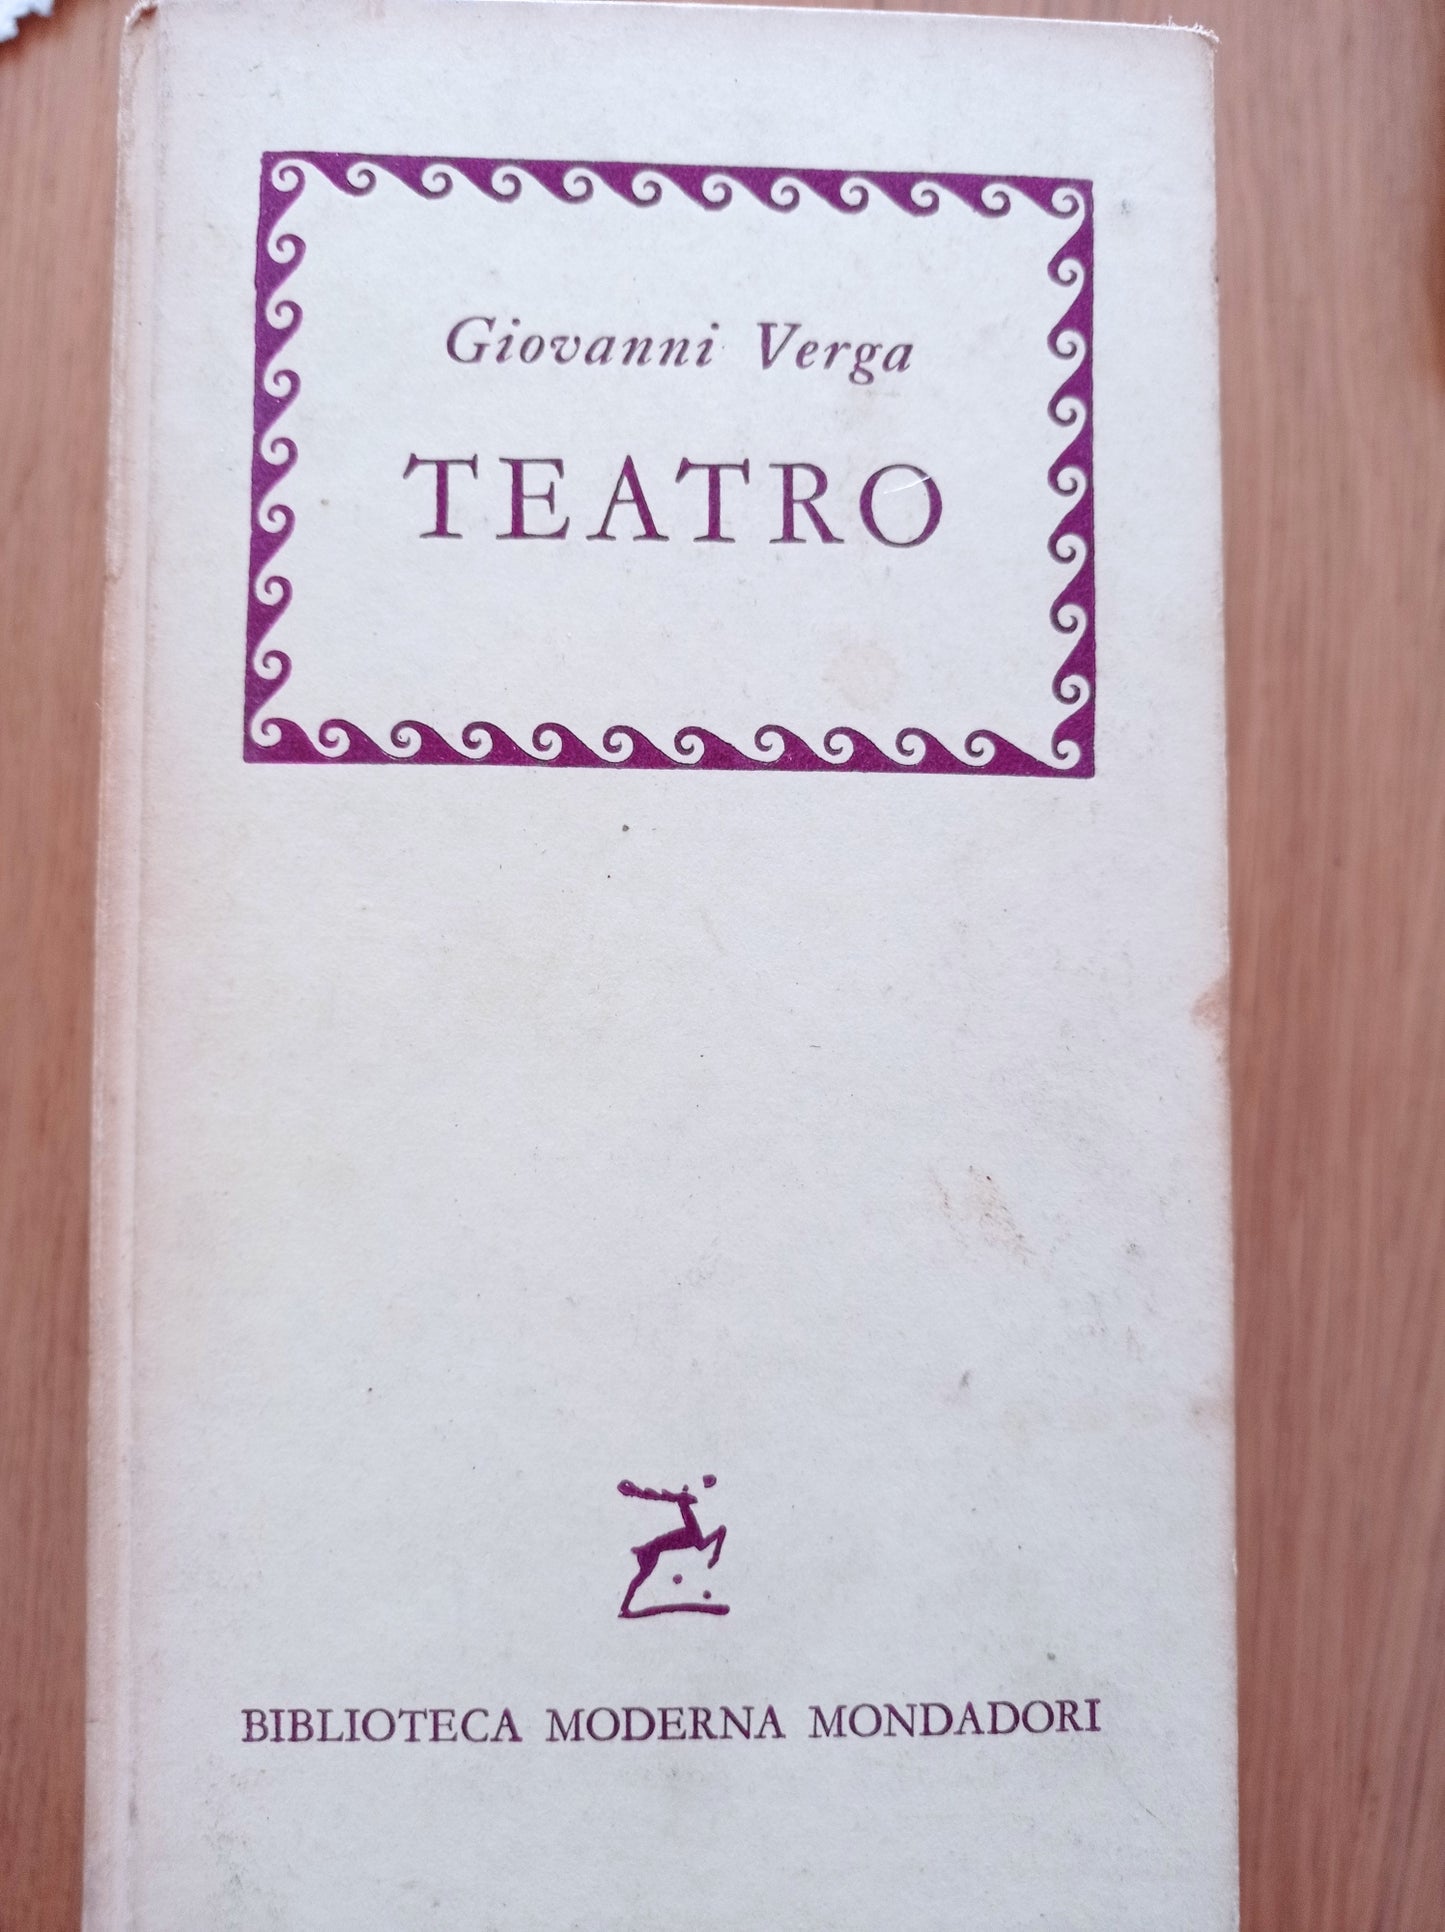 Giovanni Verga
TEATRO
BIBLIOTECA MODERNA MONDADORI